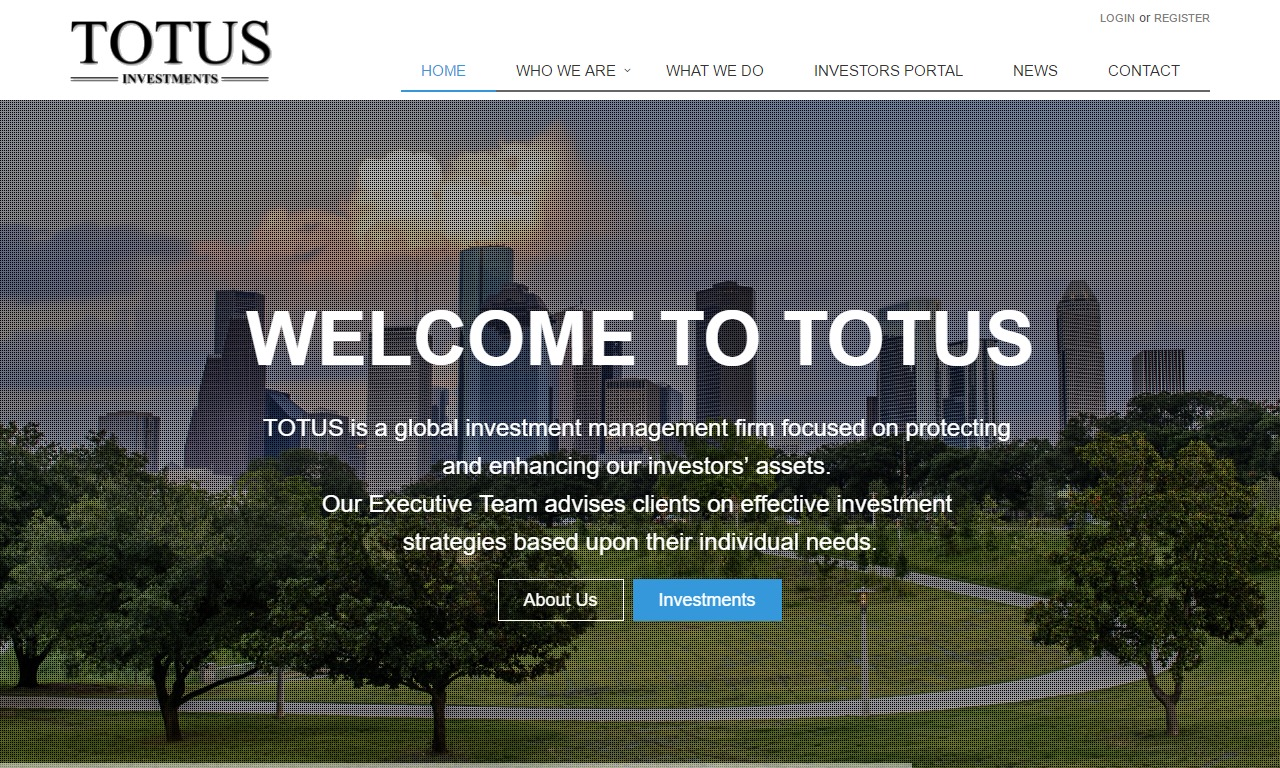 TOTUS
INVESTMENTS
LOGIN or REGISTER
HOME WHO WE ARE WHAT WE DO INVESTORS PORTAL NEWS CONTACT
WELCOME TO TOTUS
TOTUS is a global investment management firm focused on protecting
and enhancing our investors’ assets.
Our Executive Team advises clients on effective investment
strategies based upon their individual needs.
About Us Investments